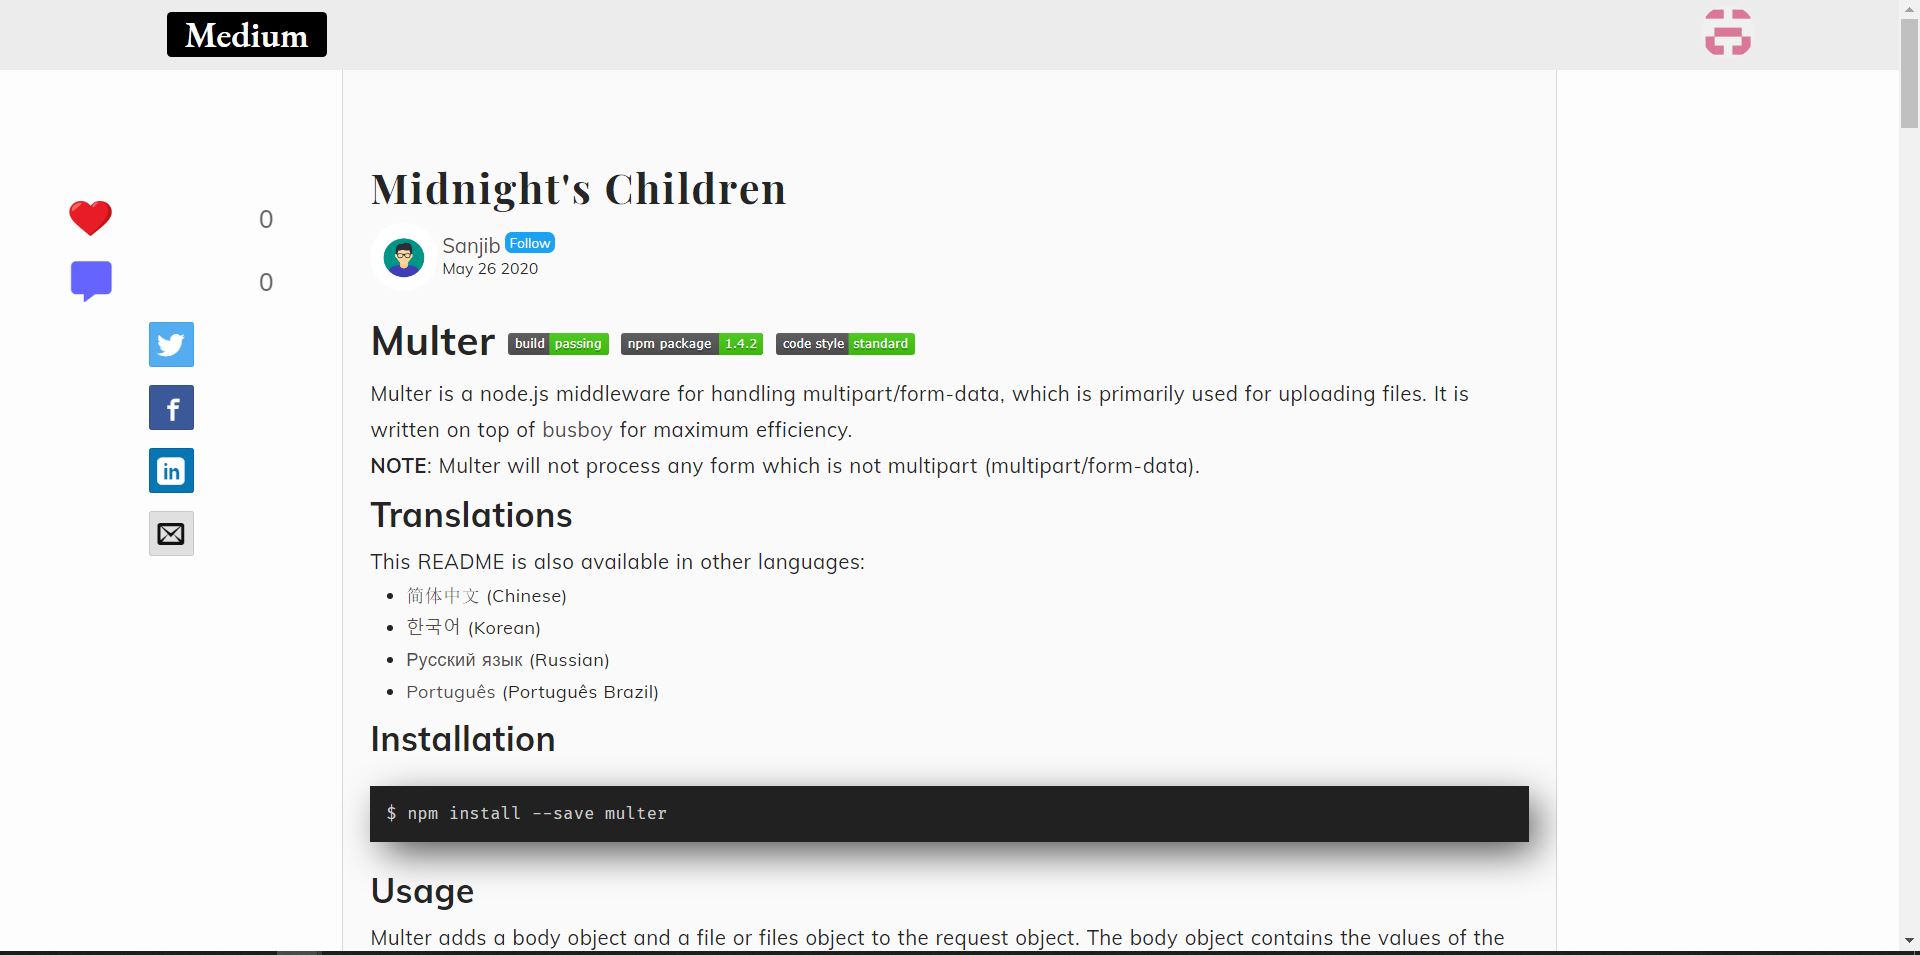 Medium
Midnight's Children
0
Sanjib Follow
May 26 2020
0
Multer build passing npm package 1.4.2 code style standard
Multer is a node.js middleware for handling multipart/form-data, which is primarily used for uploading files. It is
written on top of busboy for maximum efficiency.
NOTE: Multer will not process any form which is not multipart (multipart/form-data).
Translations
This README is also available in other languages:
简体中文 (Chinese)
한국어 (Korean)
Русский язык (Russian)
Português (Português Brazil)
Installation
$ npm install --save multer
Usage
Multer adds a body object and a file or files object to the request object. The body object contains the values of the